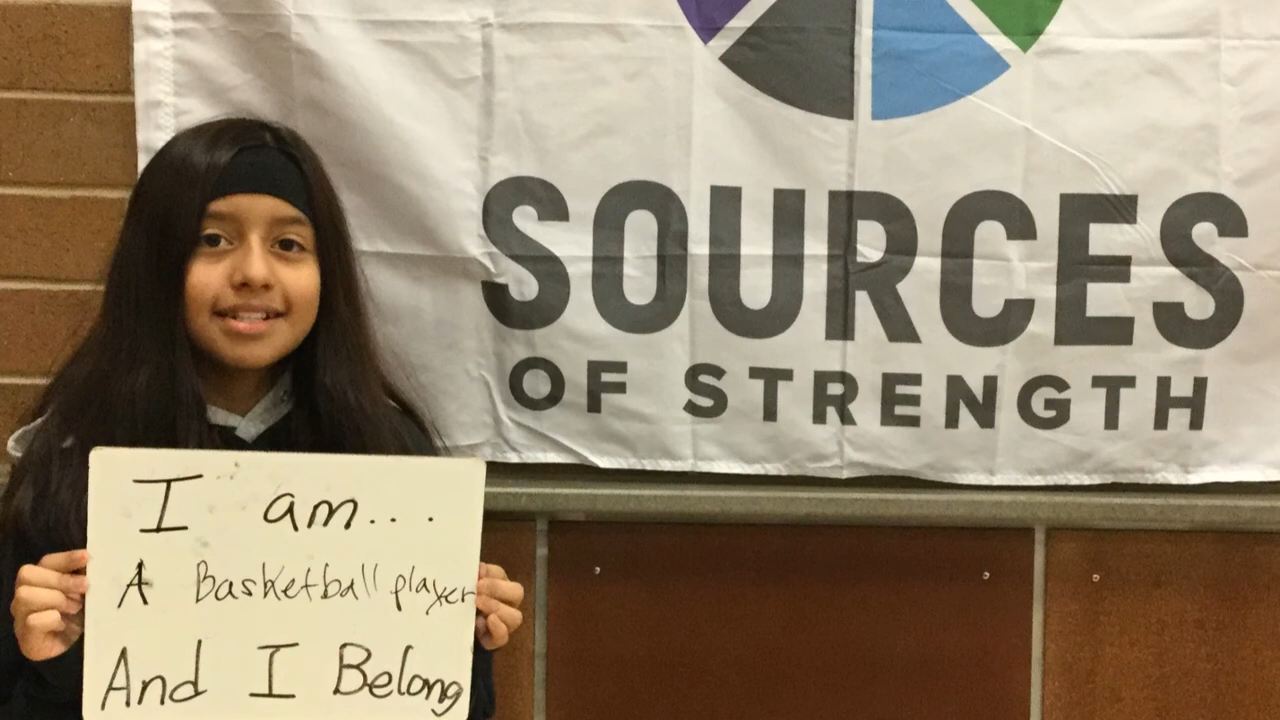 SOURCES
OF STRENGTH
I am...
A Basketball player
And I Belong